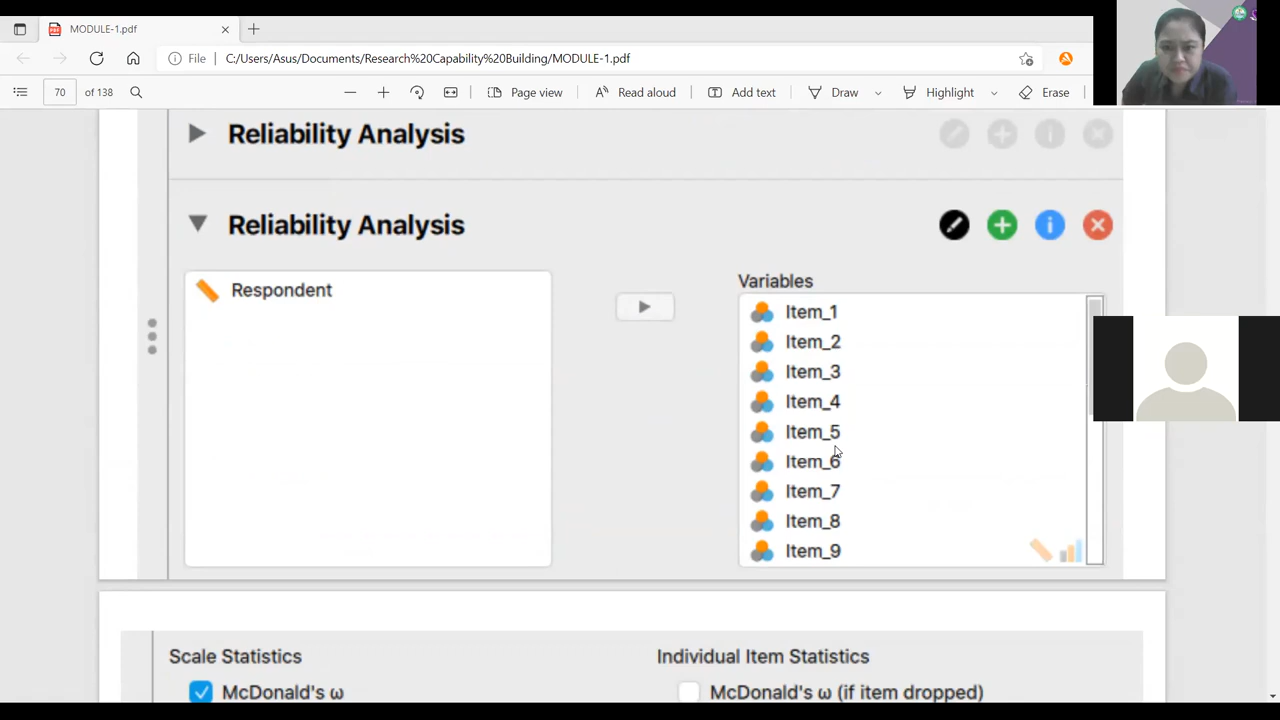 MODULE-1.pdf
File
C:/Users/Asus/Documents/Research%20Capability%20Building/MODULE-1.pdf
70 of 138
Page view
Read aloud
Add text
Draw
Highlight
Erase
Reliability Analysis
Reliability Analysis
Respondent
Variables
Item_1
Item_2
Item_3
Item_4
Item_5
Item_6
Item_7
Item_8
Item_9
Scale Statistics
Individual Item Statistics
McDonald's ω
McDonald's ω (if item dropped)